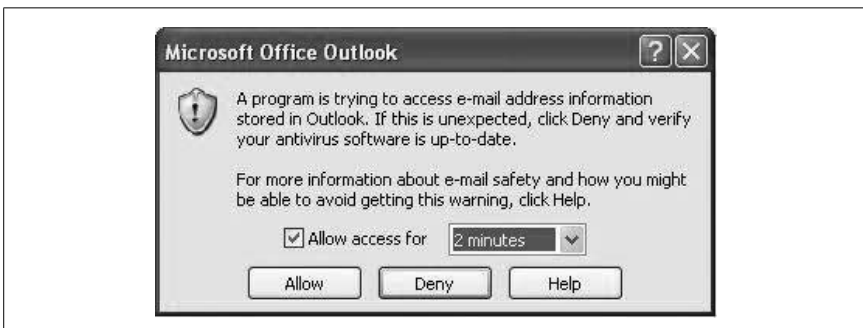 Microsoft Office Outlook
A program is trying to access e-mail address information
stored in Outlook. If this is unexpected, click Deny and verify
your antivirus software is up-to-date.
For more information about e-mail safety and how you might
be able to avoid getting this warning, click Help.
Allow access for 2 minutes
Allow Deny Help